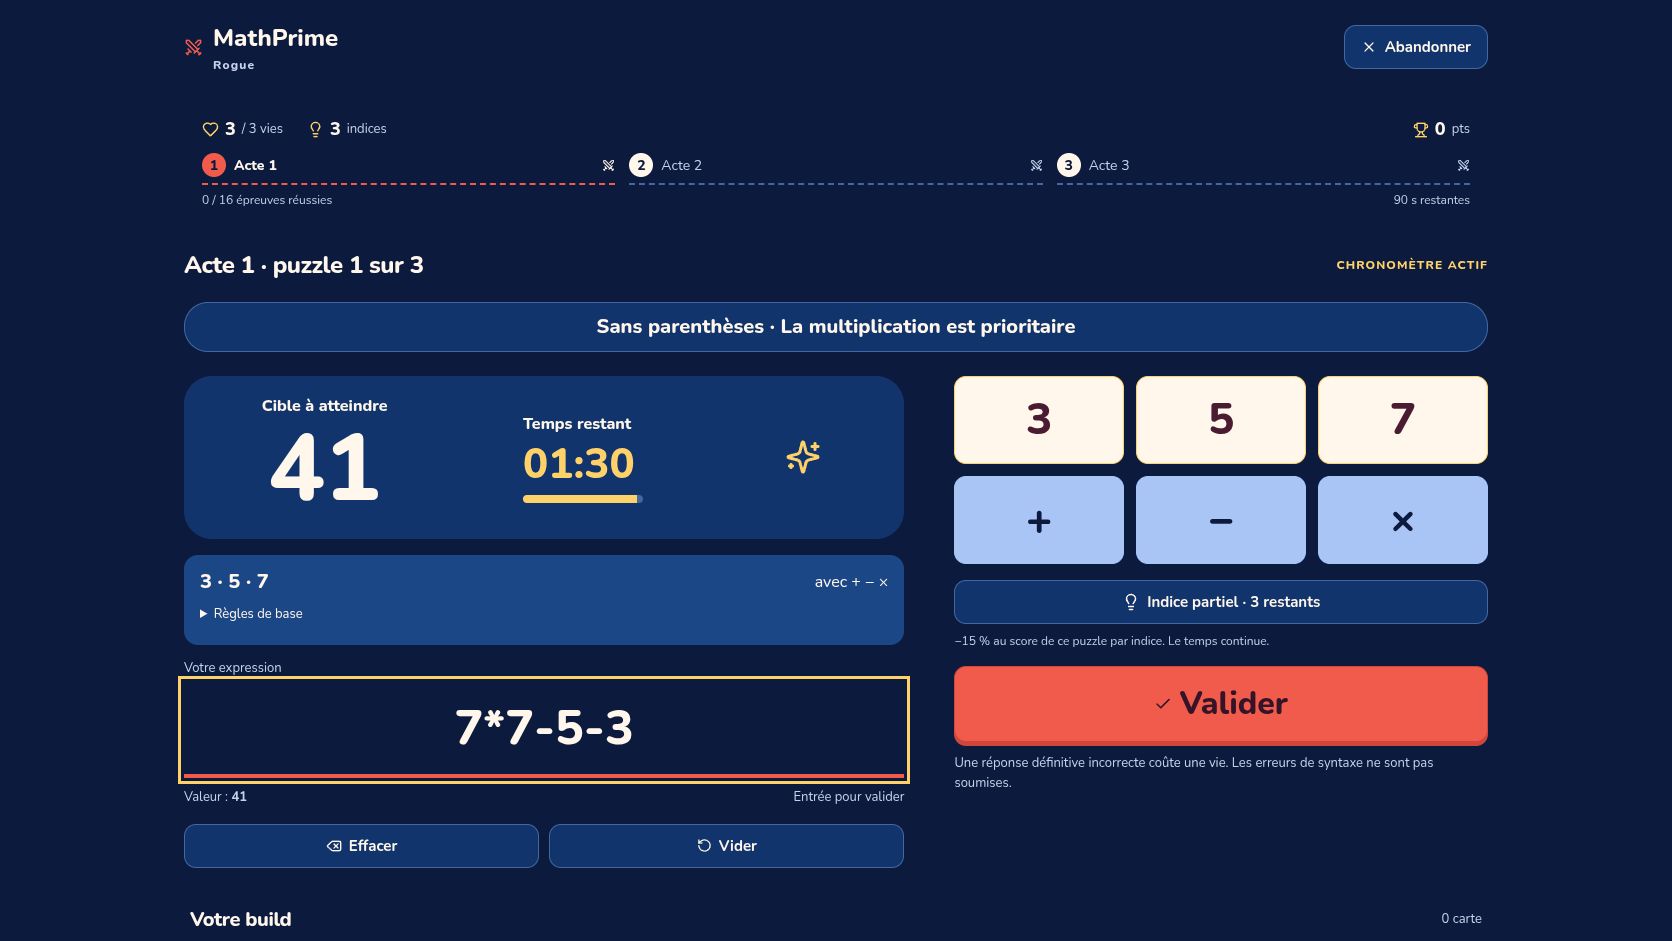 MathPrime
Rogue
Abandonner
3 / 3 vies 3 indices
0 pts
1 Acte 1
2 Acte 2
3 Acte 3
0 / 16 épreuves réussies
90 s restantes
Acte 1 · puzzle 1 sur 3
CHRONOMÈTRE ACTIF
Sans parenthèses · La multiplication est prioritaire
Cible à atteindre
41
Temps restant
01:30
3 · 5 · 7
avec + − ×
Règles de base
Votre expression
7*7-5-3
Valeur : 41
Entrée pour valider
Effacer
Vider
3
5
7
+
−
×
Indice partiel · 3 restants
−15 % au score de ce puzzle par indice. Le temps continue.
Valider
Une réponse définitive incorrecte coûte une vie. Les erreurs de syntaxe ne sont pas
soumises.
Votre build
0 carte